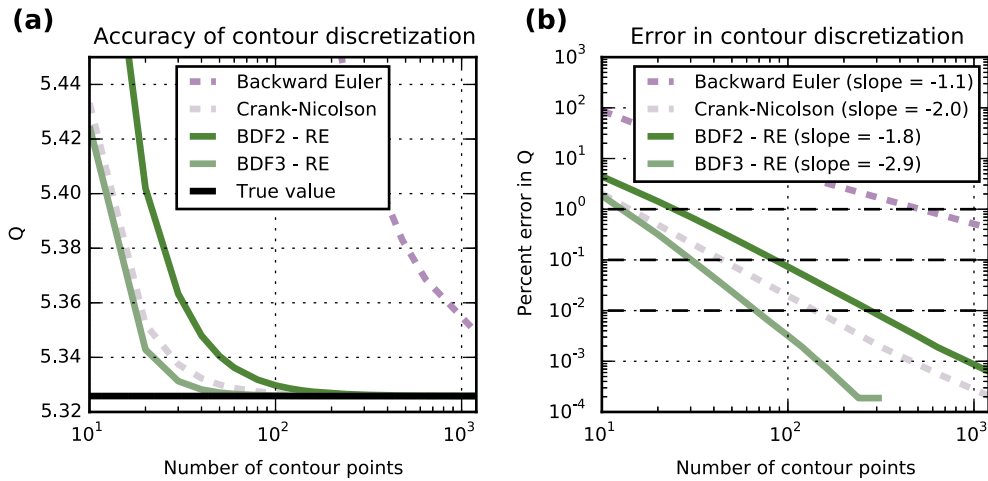 (a)
Accuracy of contour discretization
5.44
5.42
5.40
5.38
5.36
5.34
5.32
Q
Backward Euler
Crank-Nicolson
BDF2 - RE
BDF3 - RE
True value
10^1
10^2
10^3
Number of contour points
(b)
Error in contour discretization
10^3
10^2
10^1
10^0
10^-1
10^-2
10^-3
10^-4
Percent error in Q
Backward Euler (slope = -1.1)
Crank-Nicolson (slope = -2.0)
BDF2 - RE (slope = -1.8)
BDF3 - RE (slope = -2.9)
10^1
10^2
10^3
Number of contour points